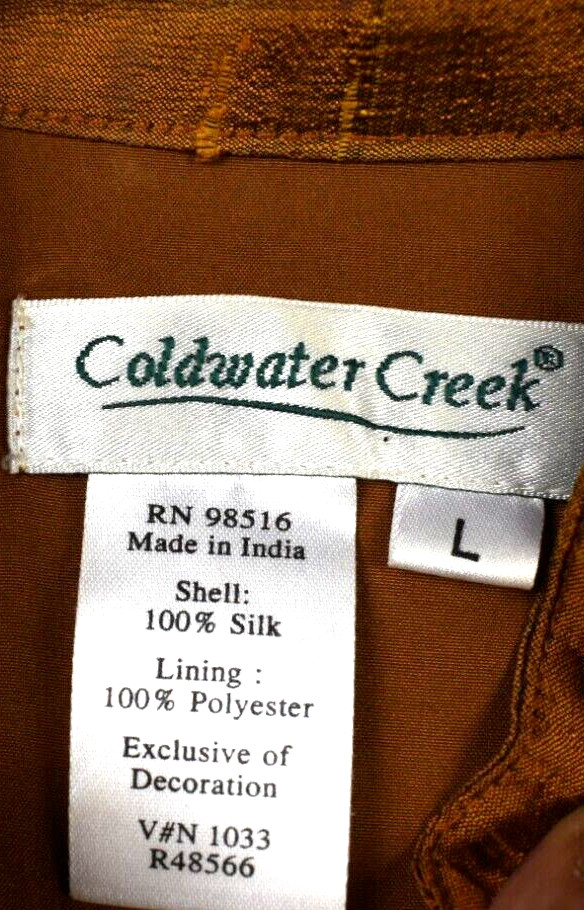 Coldwater Creek®
RN 98516
Made in India
L
Shell:
100% Silk
Lining :
100% Polyester
Exclusive of
Decoration
V#N 1033
R48566